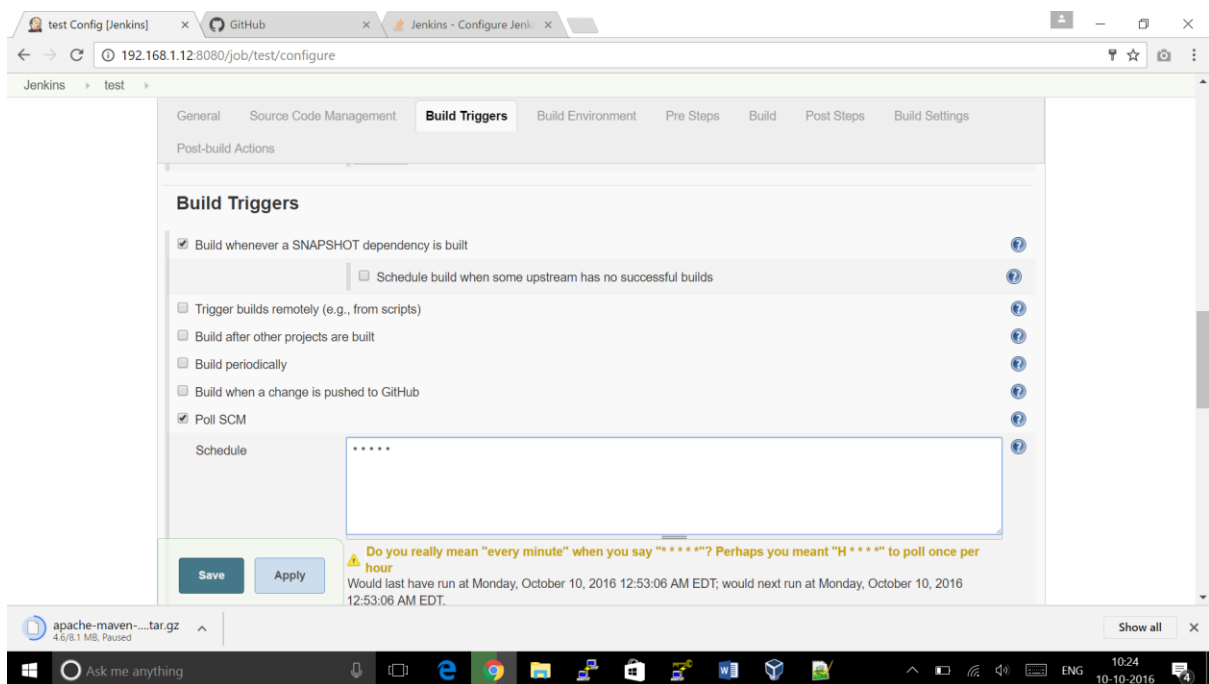 test Config [Jenkins]
GitHub
Jenkins - Configure Jenki
192.168.1.12:8080/job/test/configure
Jenkins test
General Source Code Management Build Triggers Build Environment Pre Steps Build Post Steps Build Settings
Post-build Actions
Build Triggers
Build whenever a SNAPSHOT dependency is built
Schedule build when some upstream has no successful builds
Trigger builds remotely (e.g., from scripts)
Build after other projects are built
Build periodically
Build when a change is pushed to GitHub
Poll SCM
Schedule
* * * * *
Do you really mean "every minute" when you say "* * * * *"? Perhaps you meant "H * * * *" to poll once per
hour
Would last have run at Monday, October 10, 2016 12:53:06 AM EDT; would next run at Monday, October 10, 2016
12:53:06 AM EDT.
Save Apply
apache-maven-....tar.gz
4.6/8.1 MB, Paused
Show all
Ask me anything
ENG
10:24
10-10-2016
4